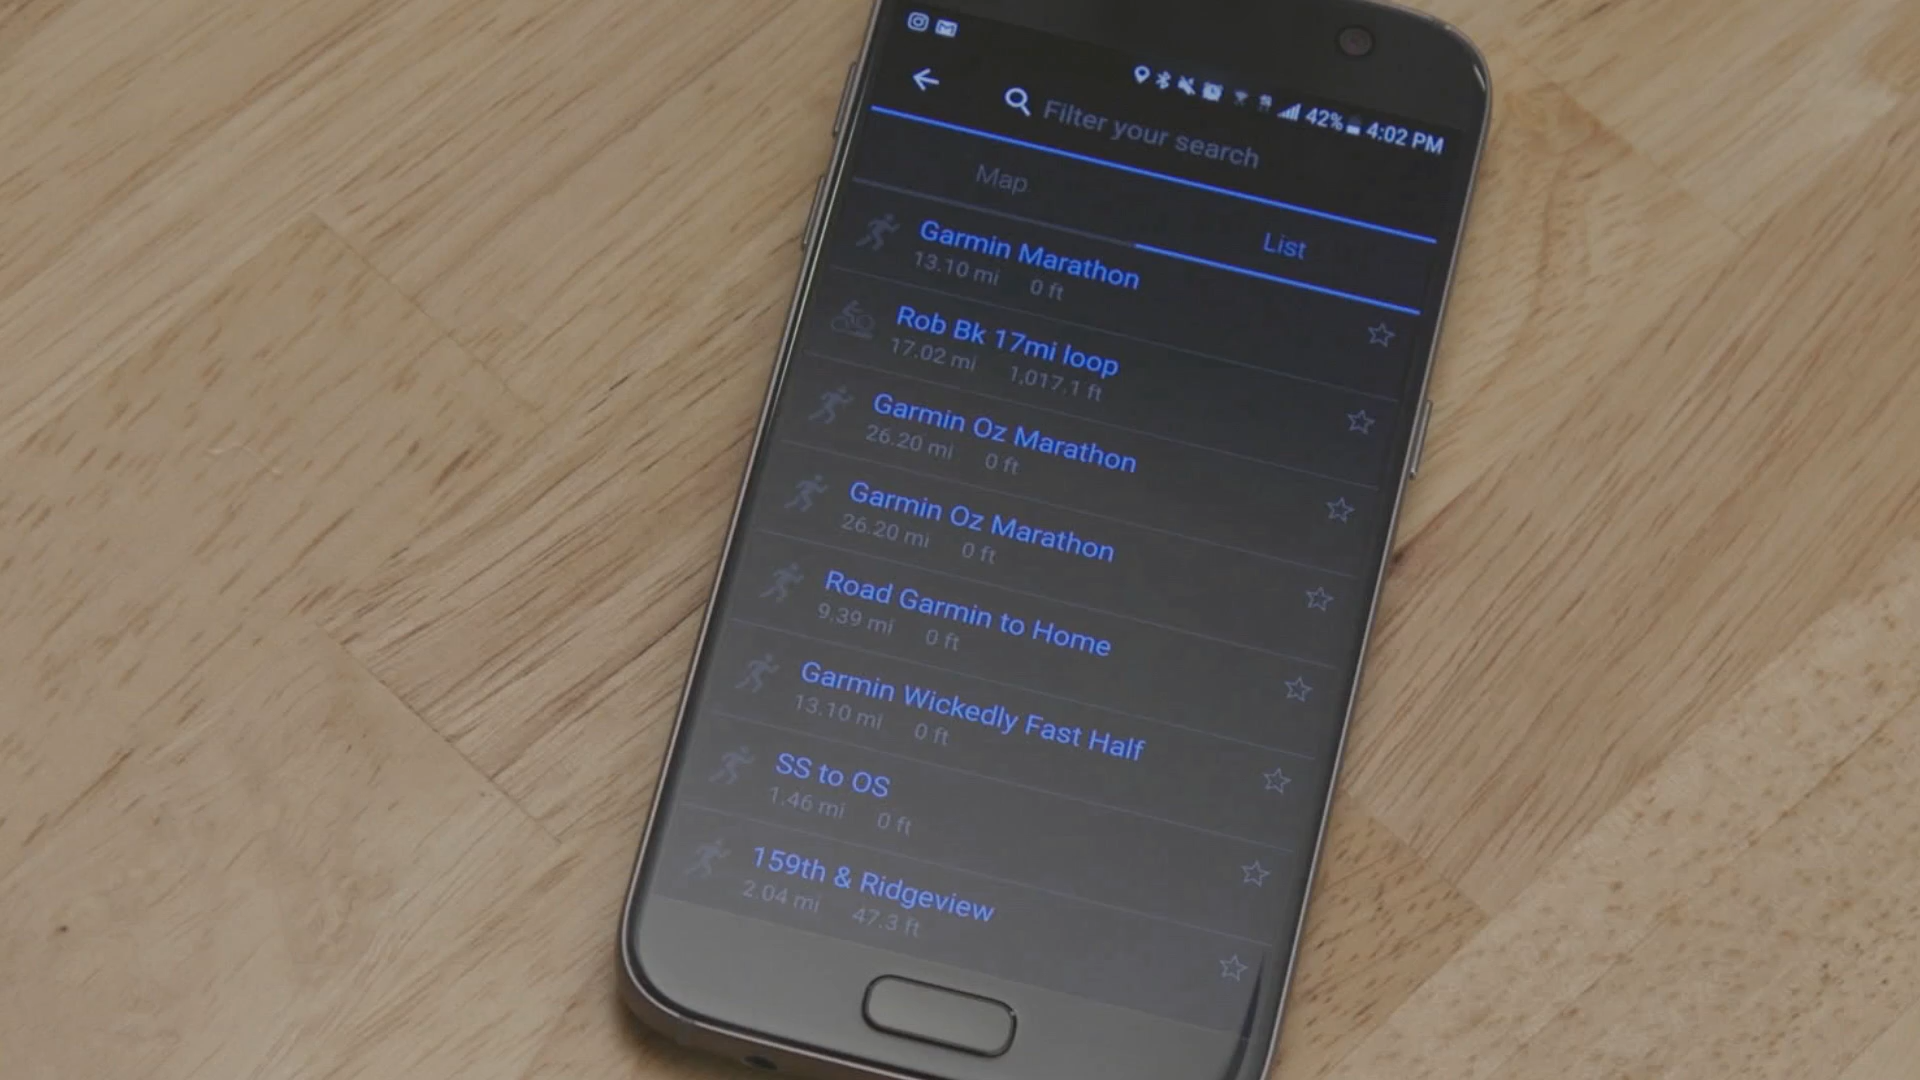 42% 4:02 PM
Filter your search
Map
List
Garmin Marathon
13.10 mi 0 ft
Rob Bk 17mi loop
17.02 mi 1,017.1 ft
Garmin Oz Marathon
26.20 mi 0 ft
Garmin Oz Marathon
26.20 mi 0 ft
Road Garmin to Home
9.39 mi 0 ft
Garmin Wickedly Fast Half
13.10 mi 0 ft
SS to OS
1.46 mi 0 ft
159th & Ridgeview
2.04 mi 47.3 ft